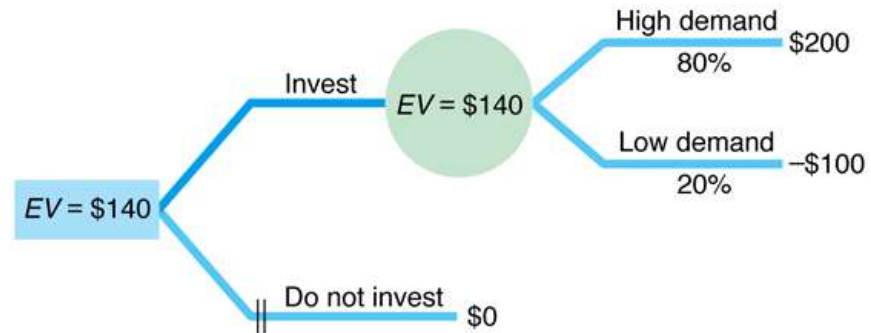 High demand
$200
80%
Invest
EV = $140
Low demand
–$100
20%
EV = $140
Do not invest
$0